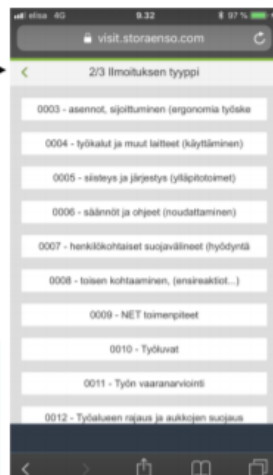 elisa 4G 9.32 97 %
visit.storaenso.com
2/3 Ilmoituksen tyyppi
0003 - asennot, sijoittuminen (ergonomia työske
0004 - työkalut ja muut laitteet (käyttäminen)
0005 - siisteys ja järjestys (ylläpitotoimet)
0006 - säännöt ja ohjeet (noudattaminen)
0007 - henkilökohtaiset suojavälineet (hyödyntä
0008 - toisen kohtaaminen, (ensireaktiot...)
0009 - NET toimenpiteet
0010 - Työluvat
0011 - Työn vaaranarviointi
0012 - Työalueen rajaus ja aukkojen suojaus